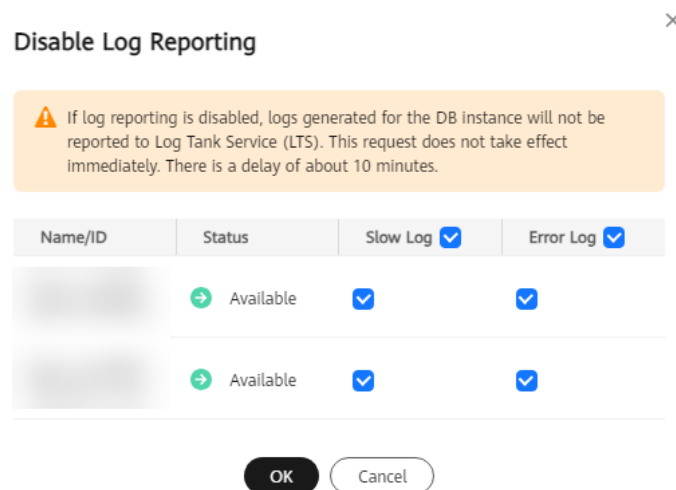 Disable Log Reporting
If log reporting is disabled, logs generated for the DB instance will not be
reported to Log Tank Service (LTS). This request does not take effect
immediately. There is a delay of about 10 minutes.
Name/ID Status Slow Log Error Log
Available
Available
OK Cancel